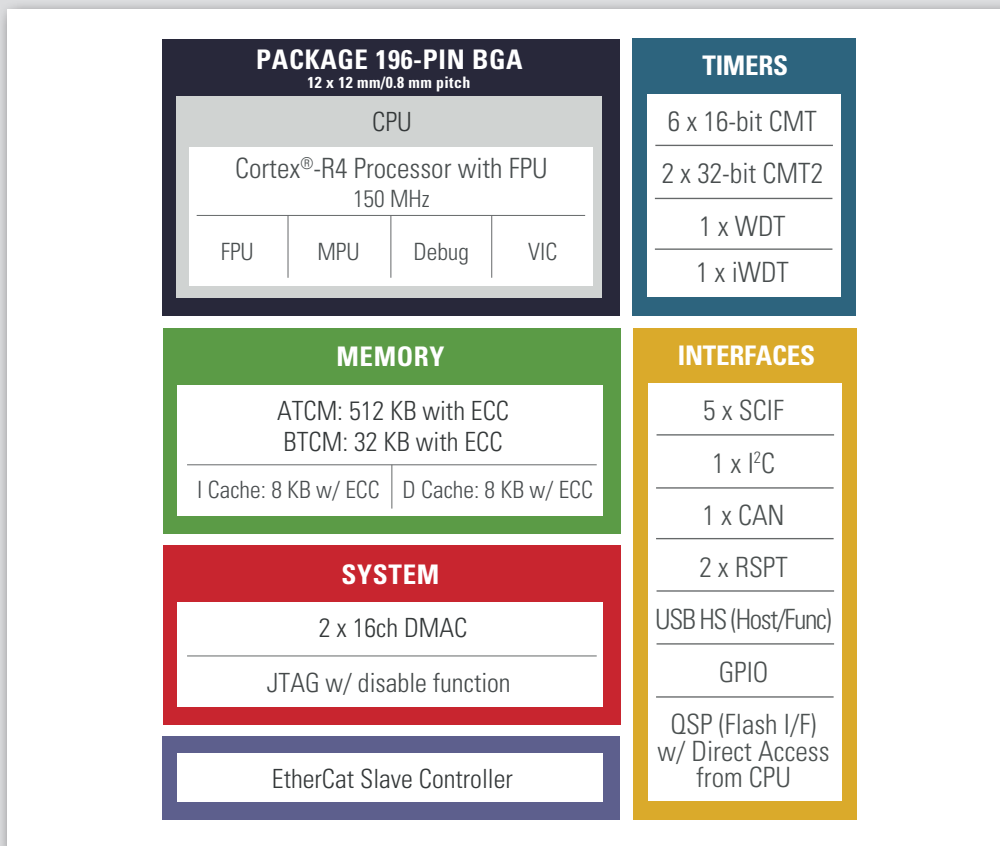 PACKAGE 196-PIN BGA
12 x 12 mm/0.8 mm pitch
CPU
Cortex®-R4 Processor with FPU
150 MHz
FPU
MPU
Debug
VIC
TIMERS
6 x 16-bit CMT
2 x 32-bit CMT2
1 x WDT
1 x iWDT
MEMORY
ATCM: 512 KB with ECC
BTCM: 32 KB with ECC
I Cache: 8 KB w/ ECC
D Cache: 8 KB w/ ECC
INTERFACES
5 x SCIF
1 x I²C
1 x CAN
2 x RSPT
USB HS (Host/Func)
GPIO
QSP (Flash I/F)
w/ Direct Access
from CPU
SYSTEM
2 x 16ch DMAC
JTAG w/ disable function
EtherCat Slave Controller